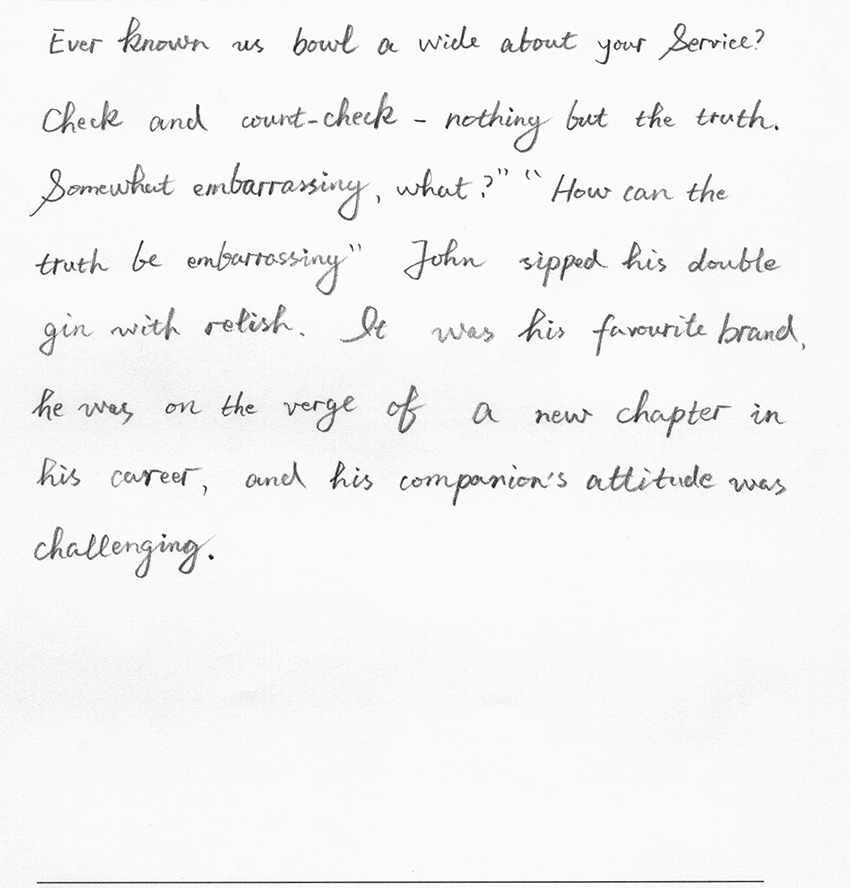 Ever known us bowl a wide about your Service?
Check and count-check - nothing but the truth.
Somewhat embarrassing, what?" "How can the
truth be embarrassing" John sipped his double
gin with relish. It was his favourite brand,
he was on the verge of a new chapter in
his career, and his companion's attitude was
challenging.